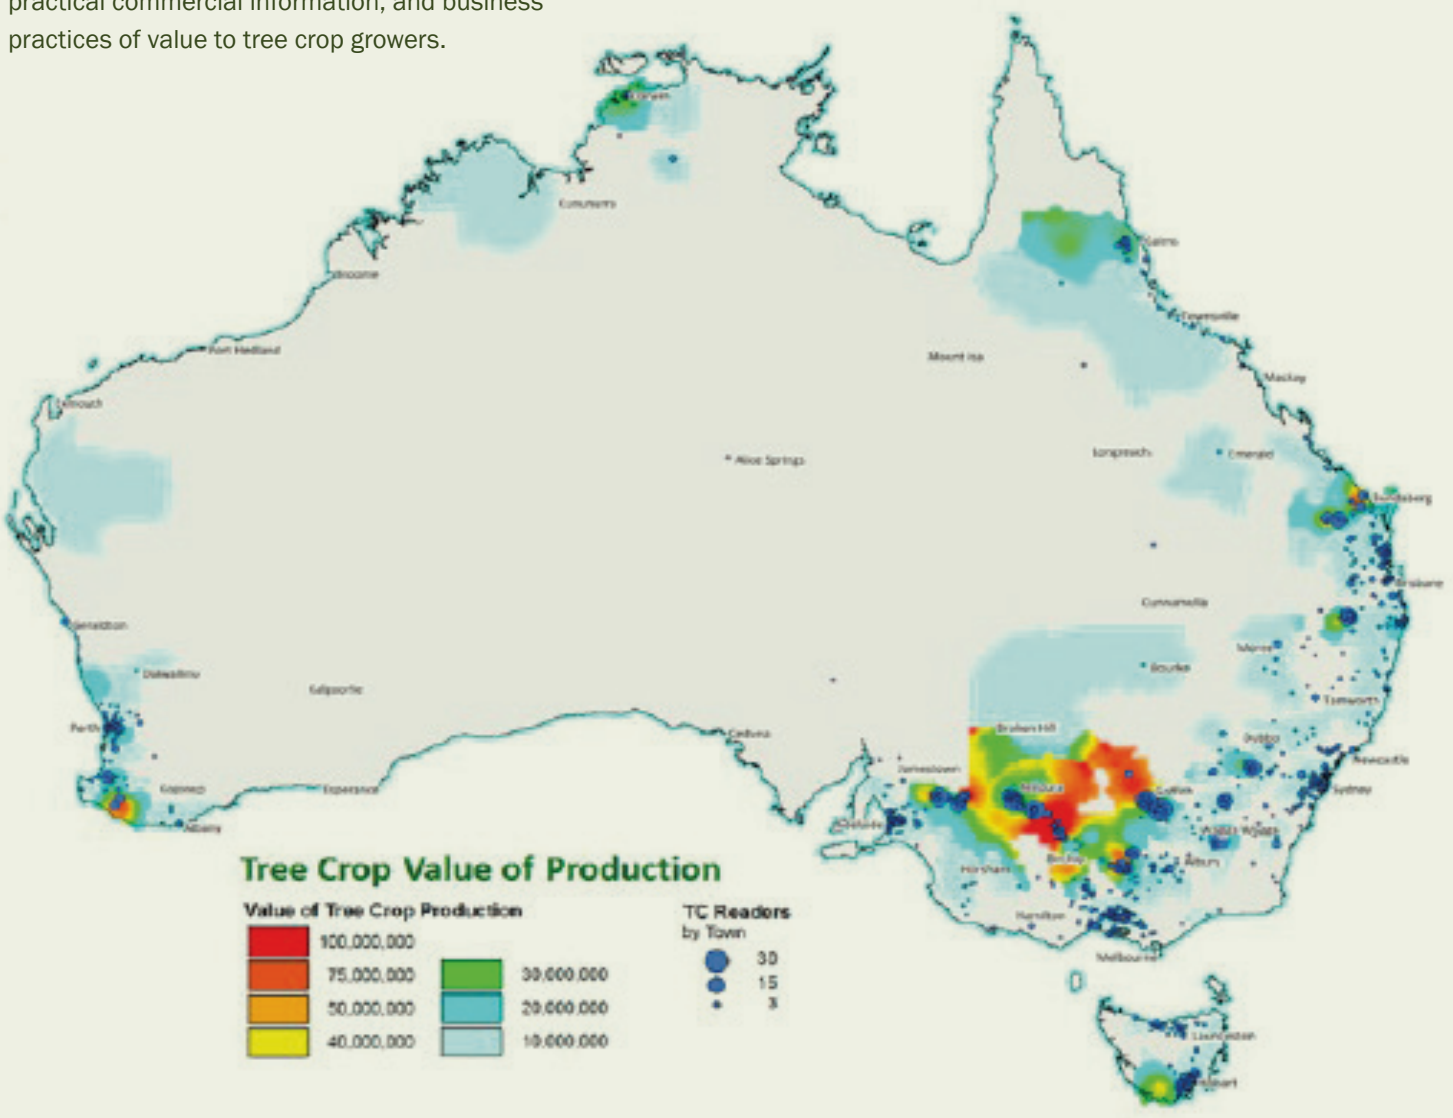 practical commercial information, and business
practices of value to tree crop growers.
Darwin
Kununurra
Cairns
Broome
Townsville
Port Hedland
Mount Isa
Mackay
Exmouth
Longreach
Emerald
Alice Springs
Bundaberg
Brisbane
Cunnamulla
Geraldton
Moree
Dalwallinu
Bourke
Kalgoorlie
Tamworth
Perth
Broken Hill
Ceduna
Dubbo
Newcastle
Jamestown
Mildura
Griffith
Sydney
Esperance
Adelaide
Albany
Wagga Wagga
Birchip
Albury
Horsham
Hamilton
Melbourne
Launceston
Hobart
Tree Crop Value of Production
Value of Tree Crop Production
100,000,000
75,000,000
50,000,000
40,000,000
30,000,000
20,000,000
10,000,000
TC Readers
by Town
30
15
3